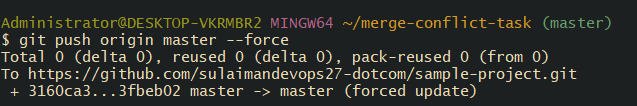 Administrator@DESKTOP-VKRMBR2 MINGW64 ~/merge-conflict-task (master)
$ git push origin master --force
Total 0 (delta 0), reused 0 (delta 0), pack-reused 0 (from 0)
To https://github.com/sulaimandevops27-dotcom/sample-project.git
 + 3160ca3...3fbeb02 master -> master (forced update)